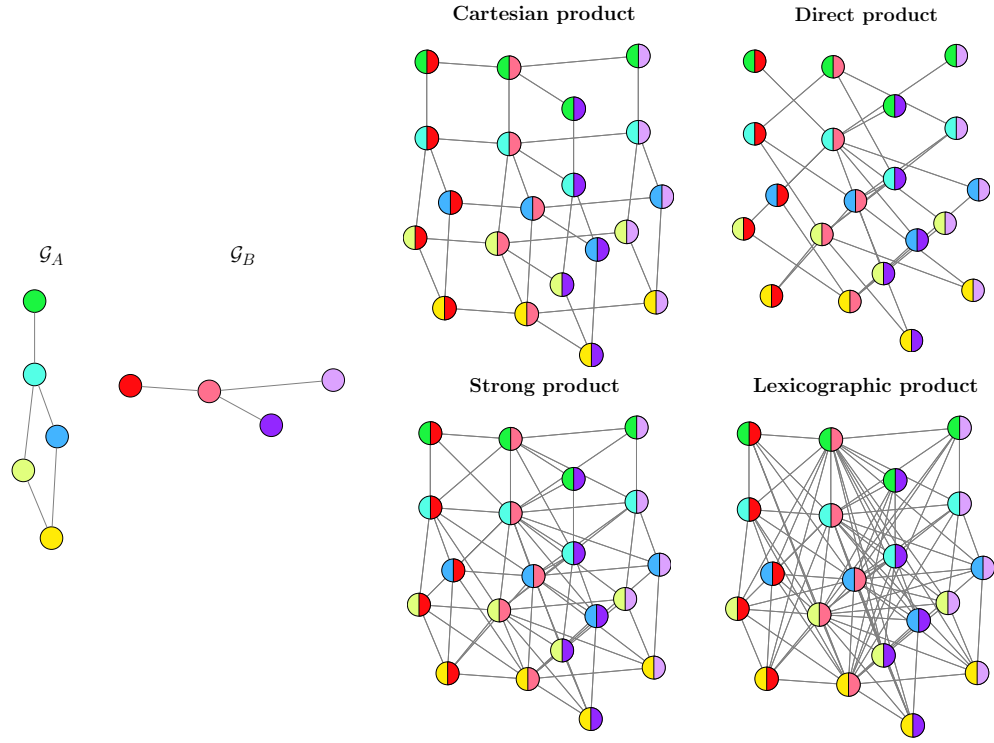 Cartesian product
Direct product
𝒢_A
𝒢_B
Strong product
Lexicographic product